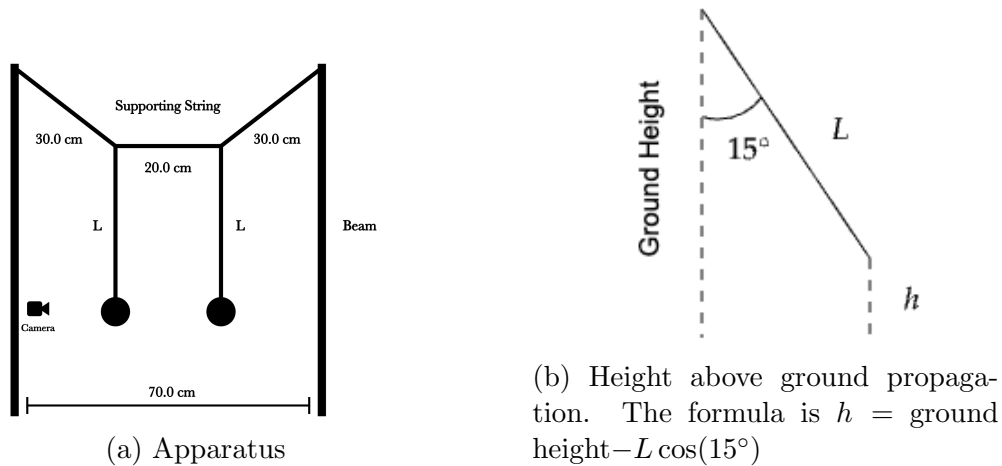 Supporting String
30.0 cm
30.0 cm
20.0 cm
L
L
Beam
Camera
70.0 cm
(a) Apparatus
Ground Height
15°
L
h
(b) Height above ground propaga-
tion. The formula is h = ground
height−L cos(15°)